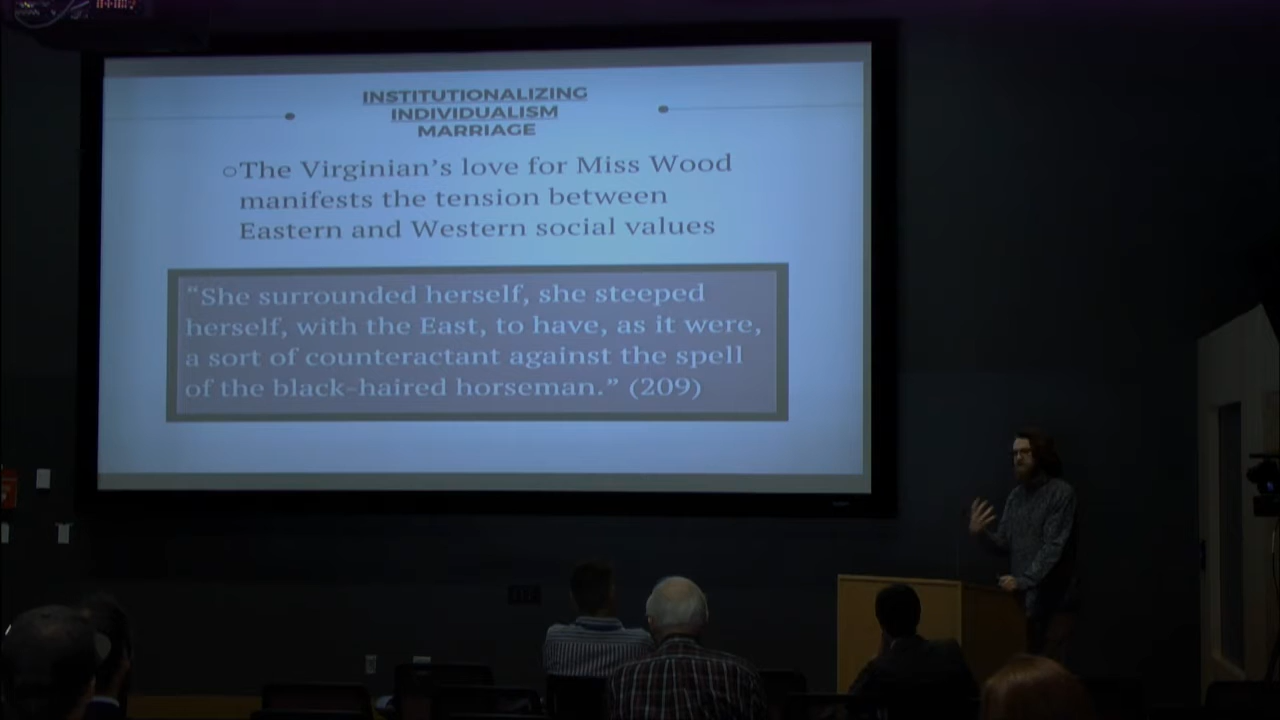 INSTITUTIONALIZING
INDIVIDUALISM
MARRIAGE
The Virginian's love for Miss Wood
manifests the tension between
Eastern and Western social values
“She surrounded herself, she steeped
herself, with the East, to have, as it were,
a sort of counteractant against the spell
of the black-haired horseman.” (209)